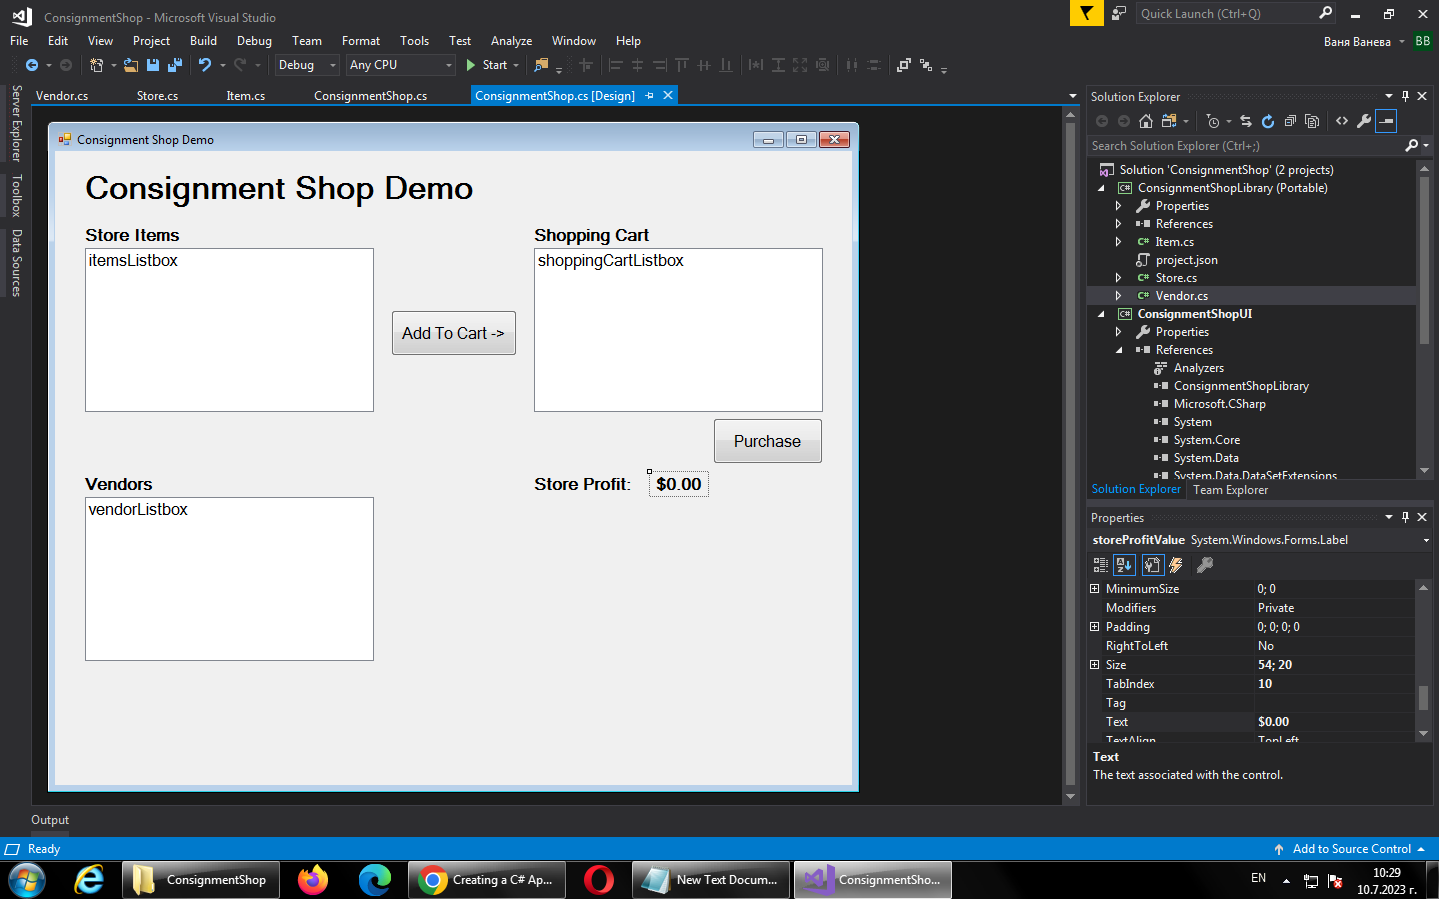 ConsignmentShop - Microsoft Visual Studio
Quick Launch (Ctrl+Q)
File Edit View Project Build Debug Team Format Tools Test Analyze Window Help
Ваня Ванева
BB
Debug
Any CPU
Start
Server Explorer
Toolbox
Data Sources
Vendor.cs
Store.cs
Item.cs
ConsignmentShop.cs
ConsignmentShop.cs [Design]
Consignment Shop Demo
Consignment Shop Demo
Store Items
itemsListbox
Add To Cart ->
Shopping Cart
shoppingCartListbox
Purchase
Vendors
vendorListbox
Store Profit:
$0.00
Solution Explorer
Search Solution Explorer (Ctrl+;)
Solution 'ConsignmentShop' (2 projects)
C# ConsignmentShopLibrary (Portable)
Properties
References
C# Item.cs
project.json
C# Store.cs
C# Vendor.cs
C# ConsignmentShopUI
Properties
References
Analyzers
ConsignmentShopLibrary
Microsoft.CSharp
System
System.Core
System.Data
System.Data.DataSetExtensions
Solution Explorer
Team Explorer
Properties
storeProfitValue System.Windows.Forms.Label
MinimumSize 0; 0
Modifiers Private
Padding 0; 0; 0; 0
RightToLeft No
Size 54; 20
TabIndex 10
Tag
Text $0.00
TextAlign TopLeft
Text
The text associated with the control.
Output
Ready
Add to Source Control
ConsignmentShop
Creating a C# Ap...
New Text Docum...
ConsignmentSho...
EN
10:29
10.7.2023 г.